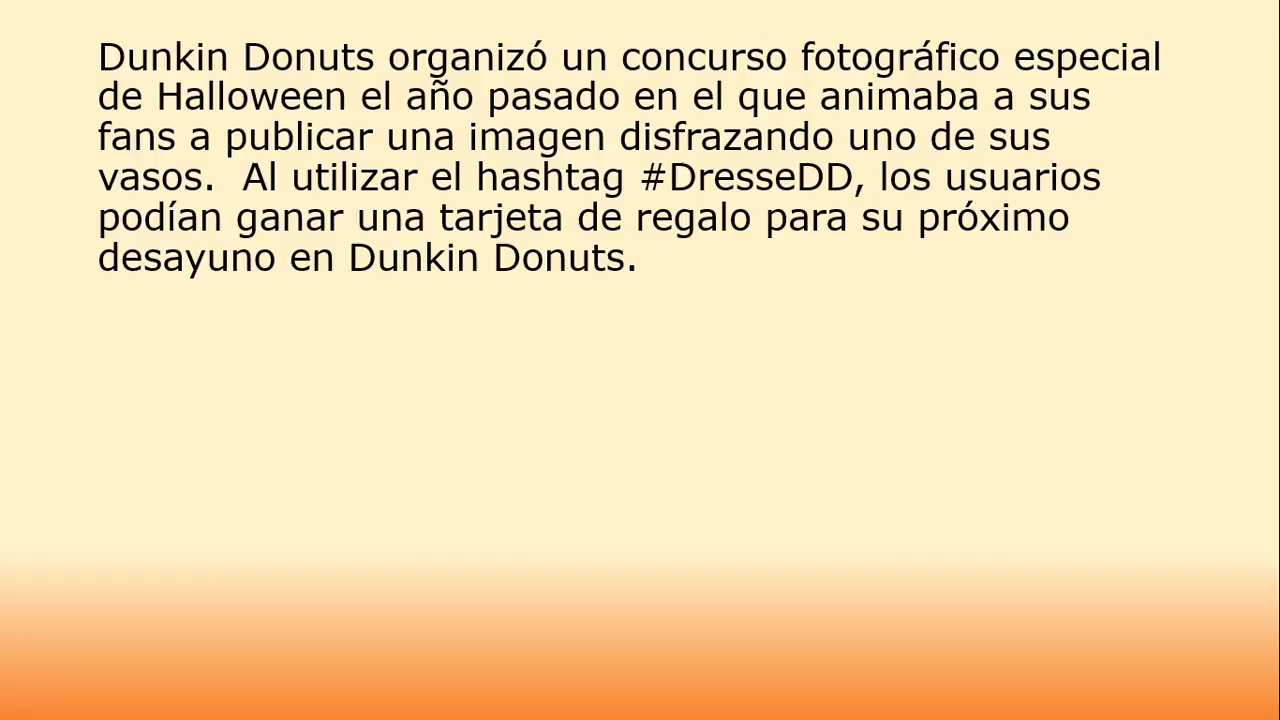 Dunkin Donuts organizó un concurso fotográfico especial
de Halloween el año pasado en el que animaba a sus
fans a publicar una imagen disfrazando uno de sus
vasos.  Al utilizar el hashtag #DresseDD, los usuarios
podían ganar una tarjeta de regalo para su próximo
desayuno en Dunkin Donuts.